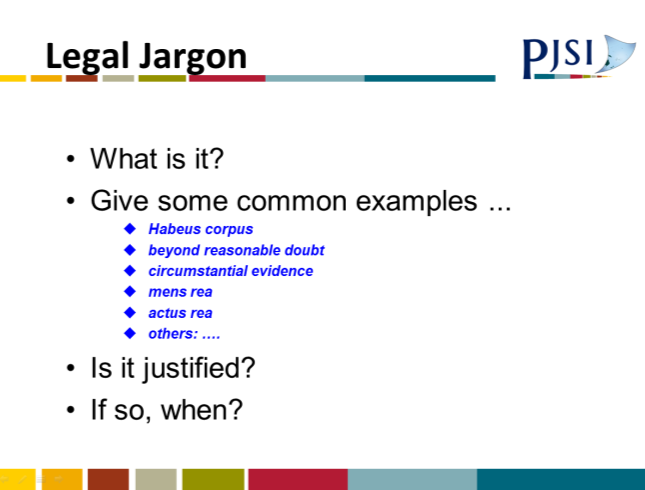 Legal Jargon
PJSI
• What is it?
• Give some common examples ...
◆ Habeus corpus
◆ beyond reasonable doubt
◆ circumstantial evidence
◆ mens rea
◆ actus rea
◆ others: ....
• Is it justified?
• If so, when?